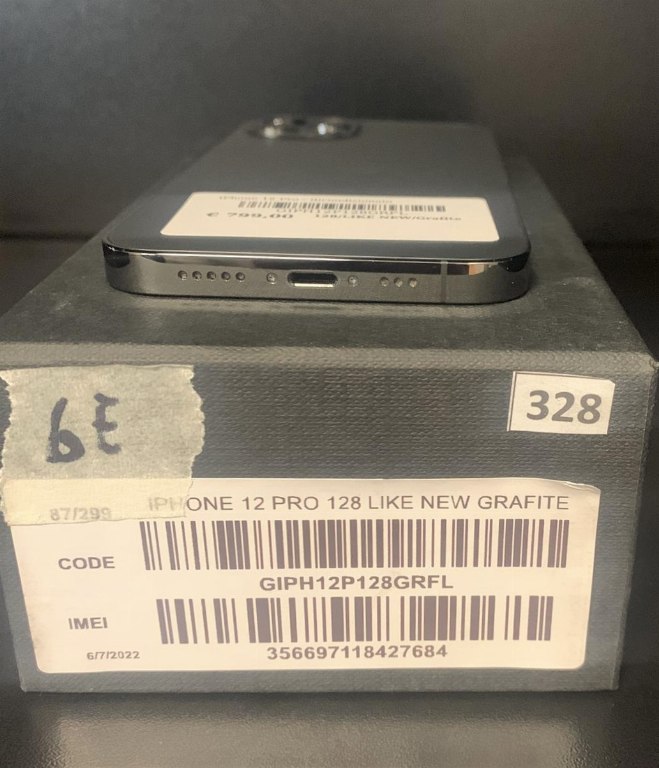 € 799,00
GIPH12P128GRFL
128/LIKE NEW/Grafite
6E
328
87/299
IPHONE 12 PRO 128 LIKE NEW GRAFITE
CODE
GIPH12P128GRFL
IMEI
6/7/2022
356697118427684